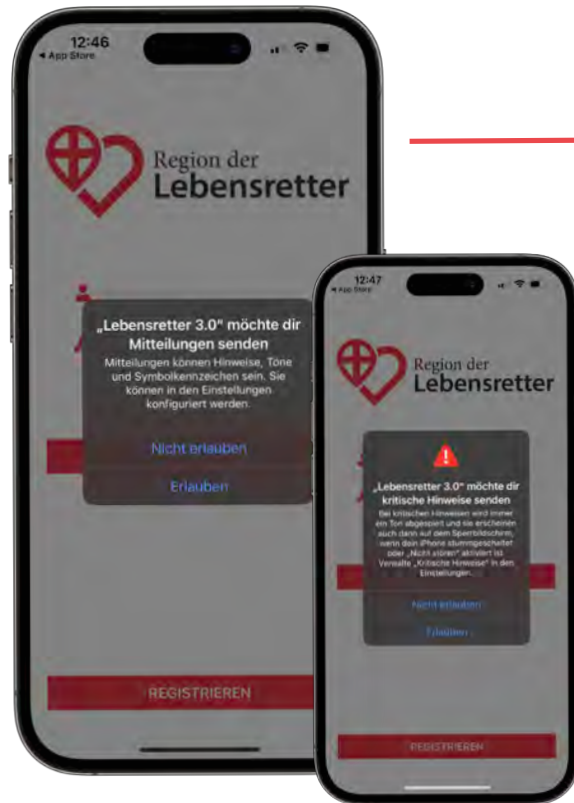 12:46
◀ App Store
Region der
Lebensretter
„Lebensretter 3.0" möchte dir
Mitteilungen senden
Mitteilungen können Hinweise, Töne
und Symbolkennzeichen sein. Sie
können in den Einstellungen
konfiguriert werden.
Nicht erlauben
Erlauben
REGISTRIEREN
12:47
◀ App Store
Region der
Lebensretter
„Lebensretter 3.0" möchte dir
kritische Hinweise senden
Bei kritischen Hinweisen wird immer
ein Ton abgespielt und sie erscheinen
auch dann auf dem Sperrbildschirm,
wenn dein iPhone stummgeschaltet
oder „Nicht stören" aktiviert ist.
Verwalte „Kritische Hinweise" in den
Einstellungen.
Nicht erlauben
Erlauben
REGISTRIEREN